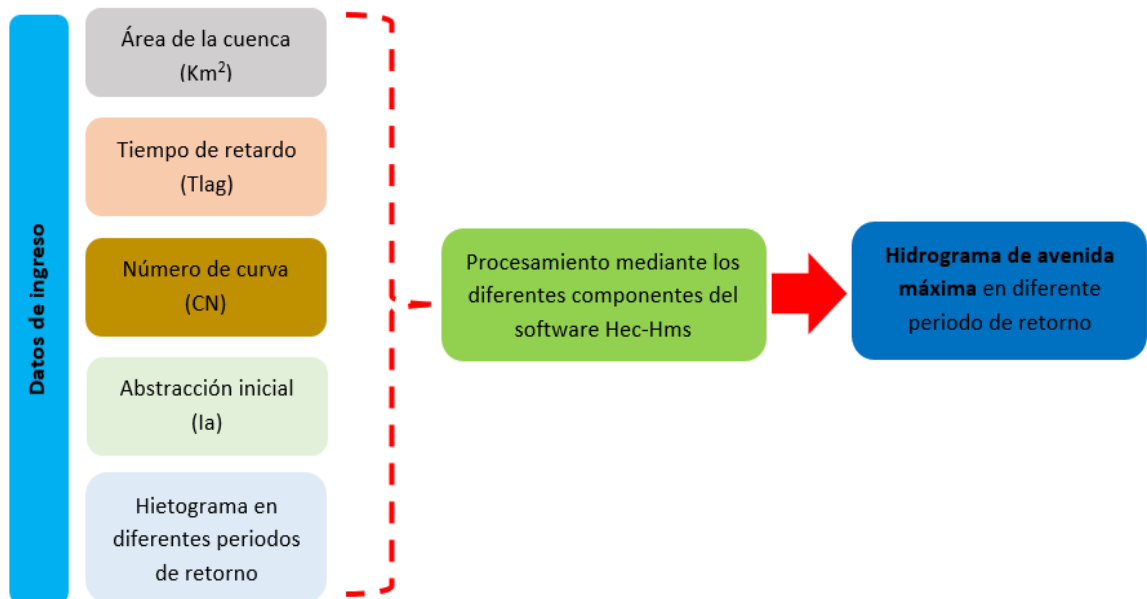 Datos de ingreso
Área de la cuenca
(Km²)
Tiempo de retardo
(Tlag)
Número de curva
(CN)
Abstracción inicial
(Ia)
Hietograma en
diferentes periodos
de retorno
Procesamiento mediante los
diferentes componentes del
software Hec-Hms
Hidrograma de avenida
máxima en diferente
periodo de retorno